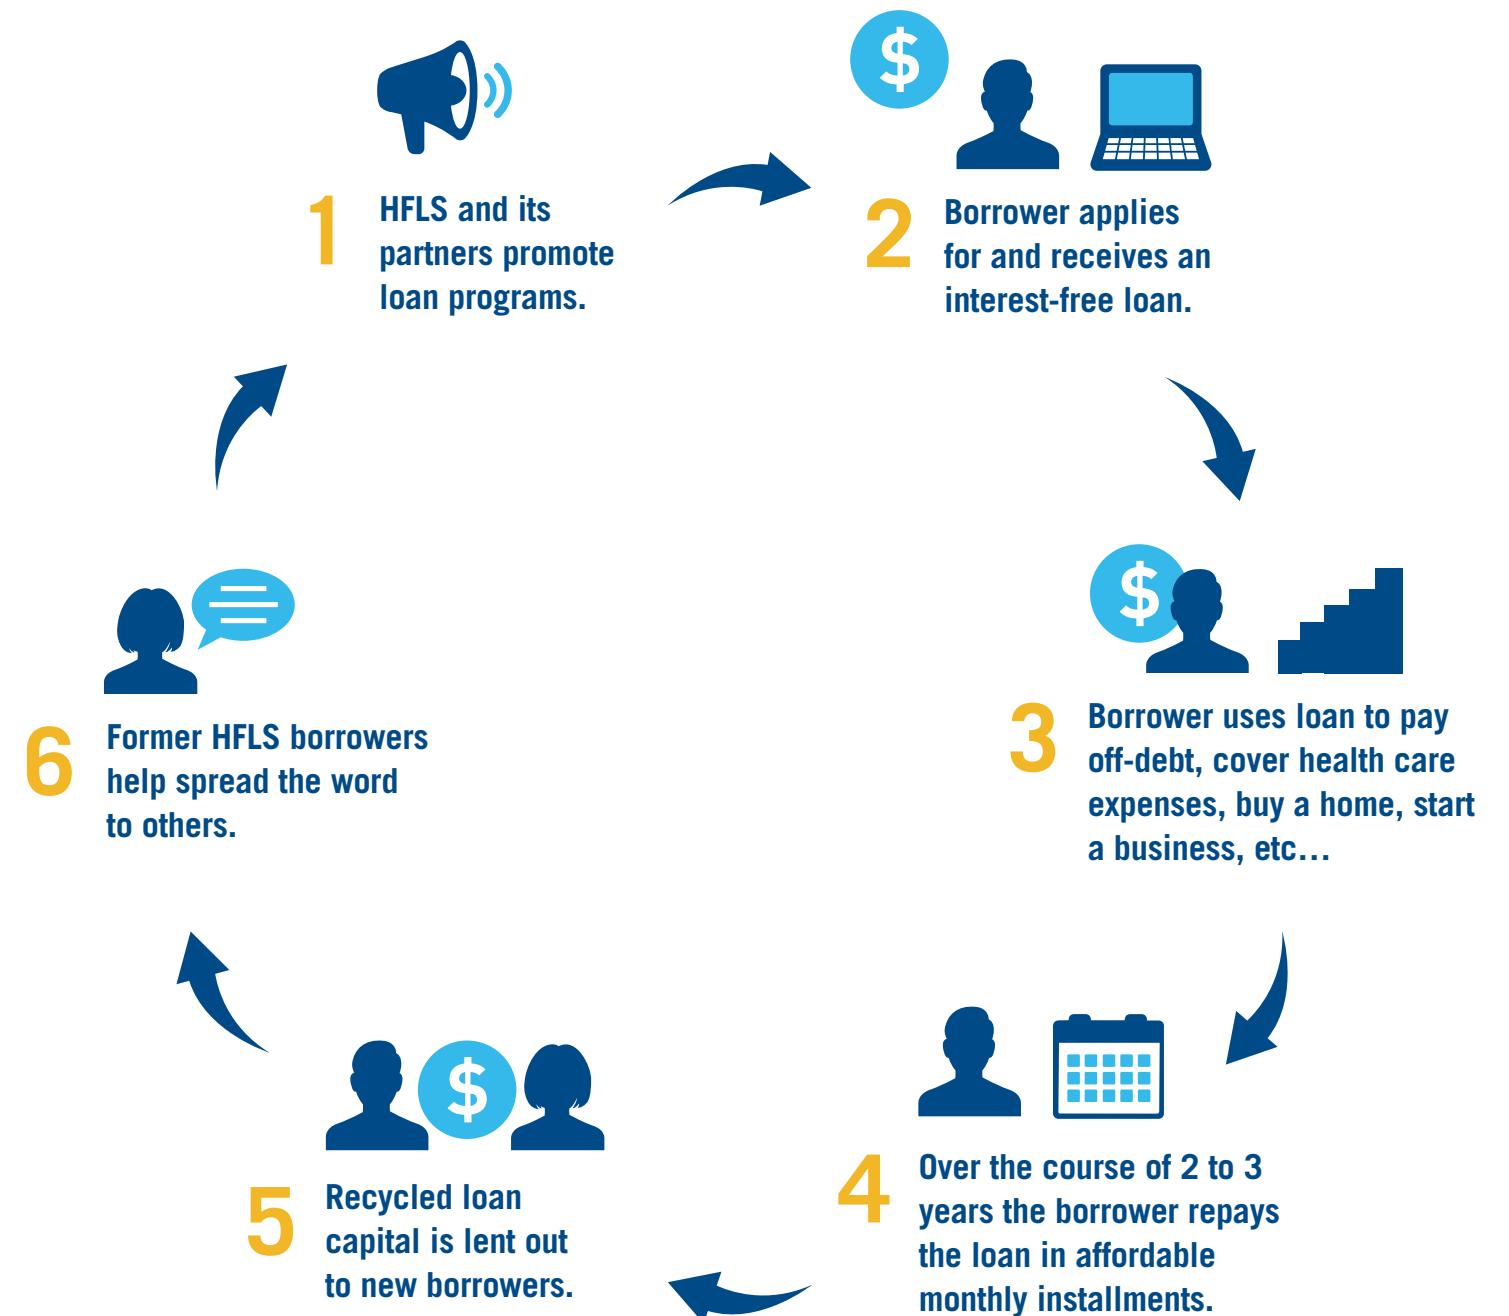 1
HFLS and its
partners promote
loan programs.
$
2
Borrower applies
for and receives an
interest-free loan.
$
3
Borrower uses loan to pay
off-debt, cover health care
expenses, buy a home, start
a business, etc...
4
Over the course of 2 to 3
years the borrower repays
the loan in affordable
monthly installments.
$
5
Recycled loan
capital is lent out
to new borrowers.
6
Former HFLS borrowers
help spread the word
to others.